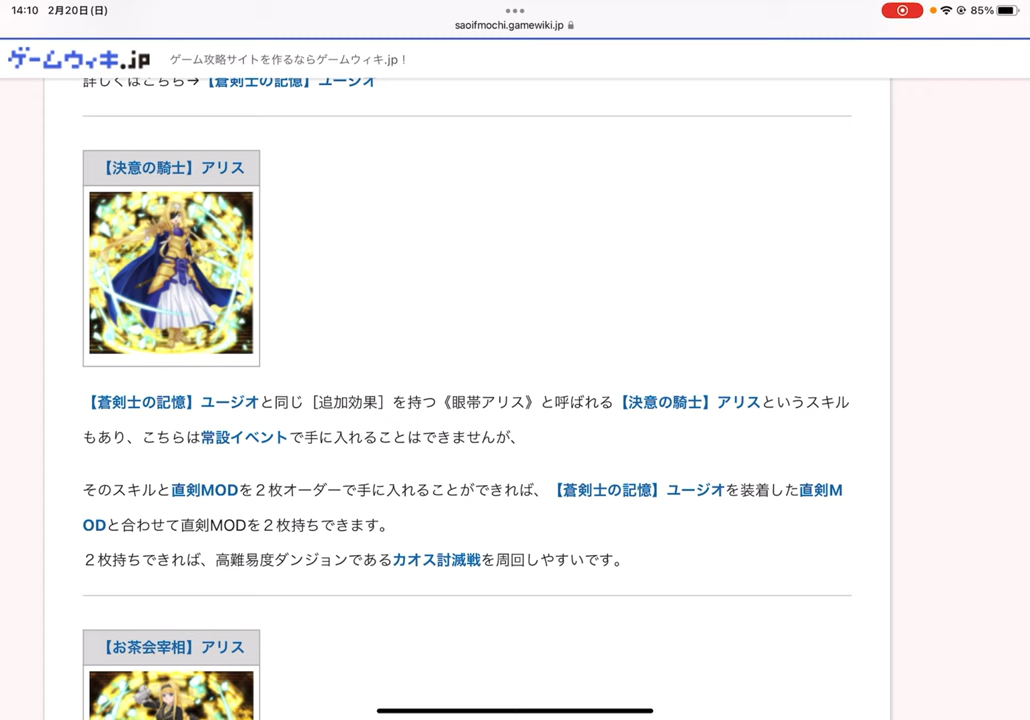 14:10 2月20日(日)
85%
saoifmochi.gamewiki.jp
ゲームウィキ.jp ゲーム攻略サイトを作るならゲームウィキ.jp！
詳しくはこちら→【蒼剣士の記憶】ユージオ
【決意の騎士】アリス
【蒼剣士の記憶】ユージオと同じ［追加効果］を持つ《眼帯アリス》と呼ばれる【決意の騎士】アリスというスキル
もあり、こちらは常設イベントで手に入れることはできませんが、
そのスキルと直剣MODを２枚オーダーで手に入れることができれば、【蒼剣士の記憶】ユージオを装着した直剣M
ODと合わせて直剣MODを２枚持ちできます。
２枚持ちできれば、高難易度ダンジョンであるカオス討滅戦を周回しやすいです。
【お茶会宰相】アリス